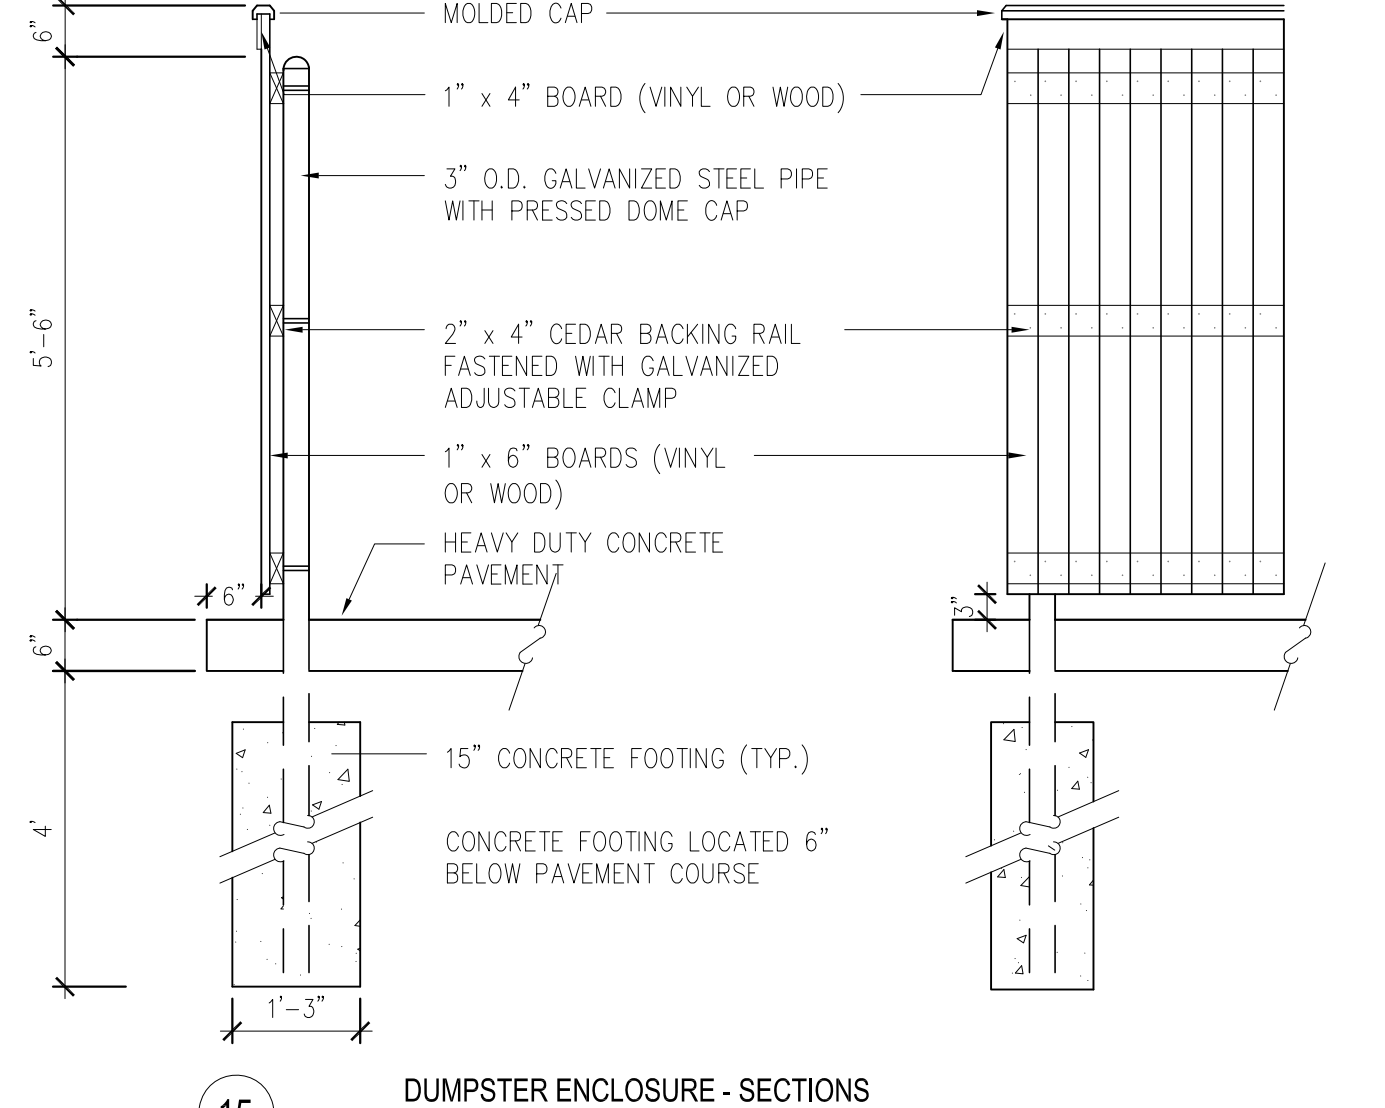 6”
MOLDED CAP
1” x 4” BOARD (VINYL OR WOOD)
3” O.D. GALVANIZED STEEL PIPE
WITH PRESSED DOME CAP
5'-6”
2” x 4” CEDAR BACKING RAIL
FASTENED WITH GALVANIZED
ADJUSTABLE CLAMP
1” x 6” BOARDS (VINYL
OR WOOD)
HEAVY DUTY CONCRETE
PAVEMENT
6”
3”
6”
15” CONCRETE FOOTING (TYP.)
4'
CONCRETE FOOTING LOCATED 6”
BELOW PAVEMENT COURSE
1'-3”
15
DUMPSTER ENCLOSURE - SECTIONS